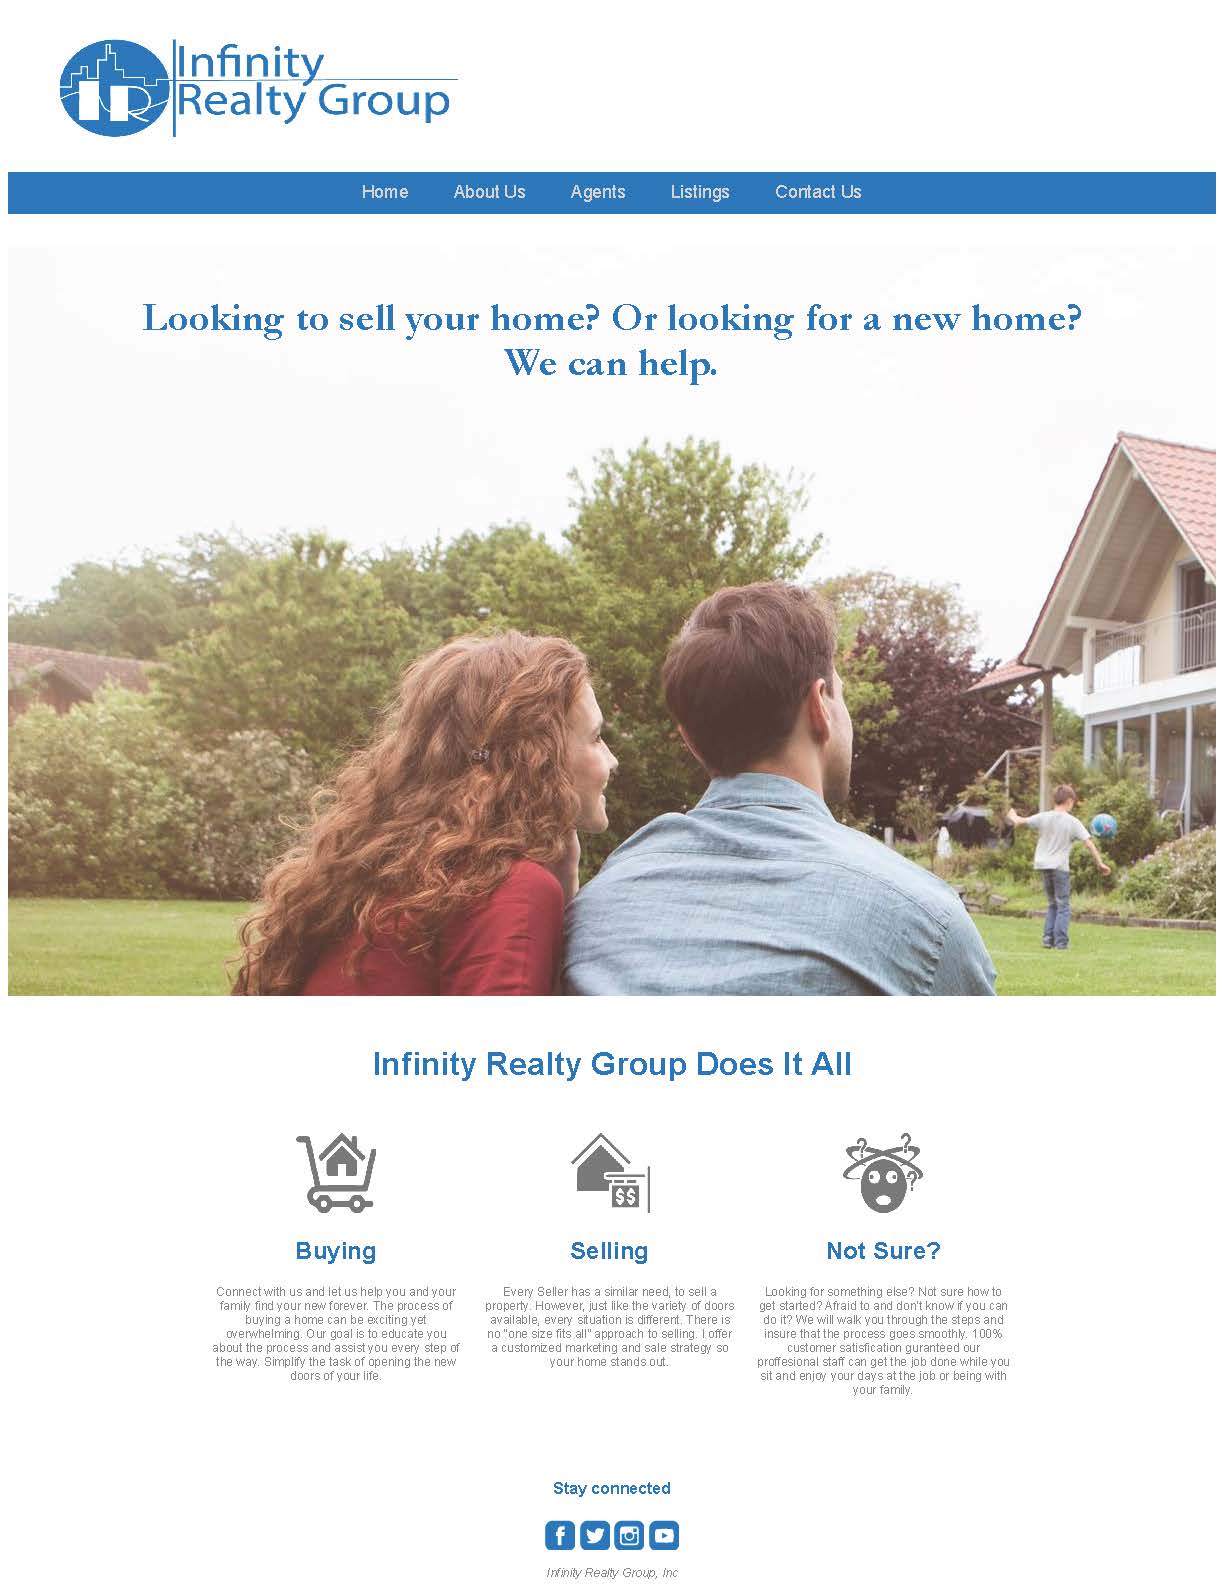 Infinity
Realty Group
Home About Us Agents Listings Contact Us
Looking to sell your home? Or looking for a new home?
We can help.
Infinity Realty Group Does It All
Buying
Connect with us and let us help you and your
family find your new forever. The process of
buying a home can be exciting yet
overwhelming. Our goal is to educate you
about the process and assist you every step of
the way. Simplify the task of opening the new
doors of your life.
Selling
$$
Every Seller has a similar need, to sell a
property. However, just like the variety of doors
available, every situation is different. There is
no "one size fits all" approach to selling. I offer
a customized marketing and sale strategy so
your home stands out.
Not Sure?
Looking for something else? Not sure how to
get started? Afraid to and don't know if you can
do it? We will walk you through the steps and
insure that the process goes smoothly. 100%
customer satisfication guranteed our
proffesional staff can get the job done while you
sit and enjoy your days at the job or being with
your family.
Stay connected
Infinity Realty Group, Inc